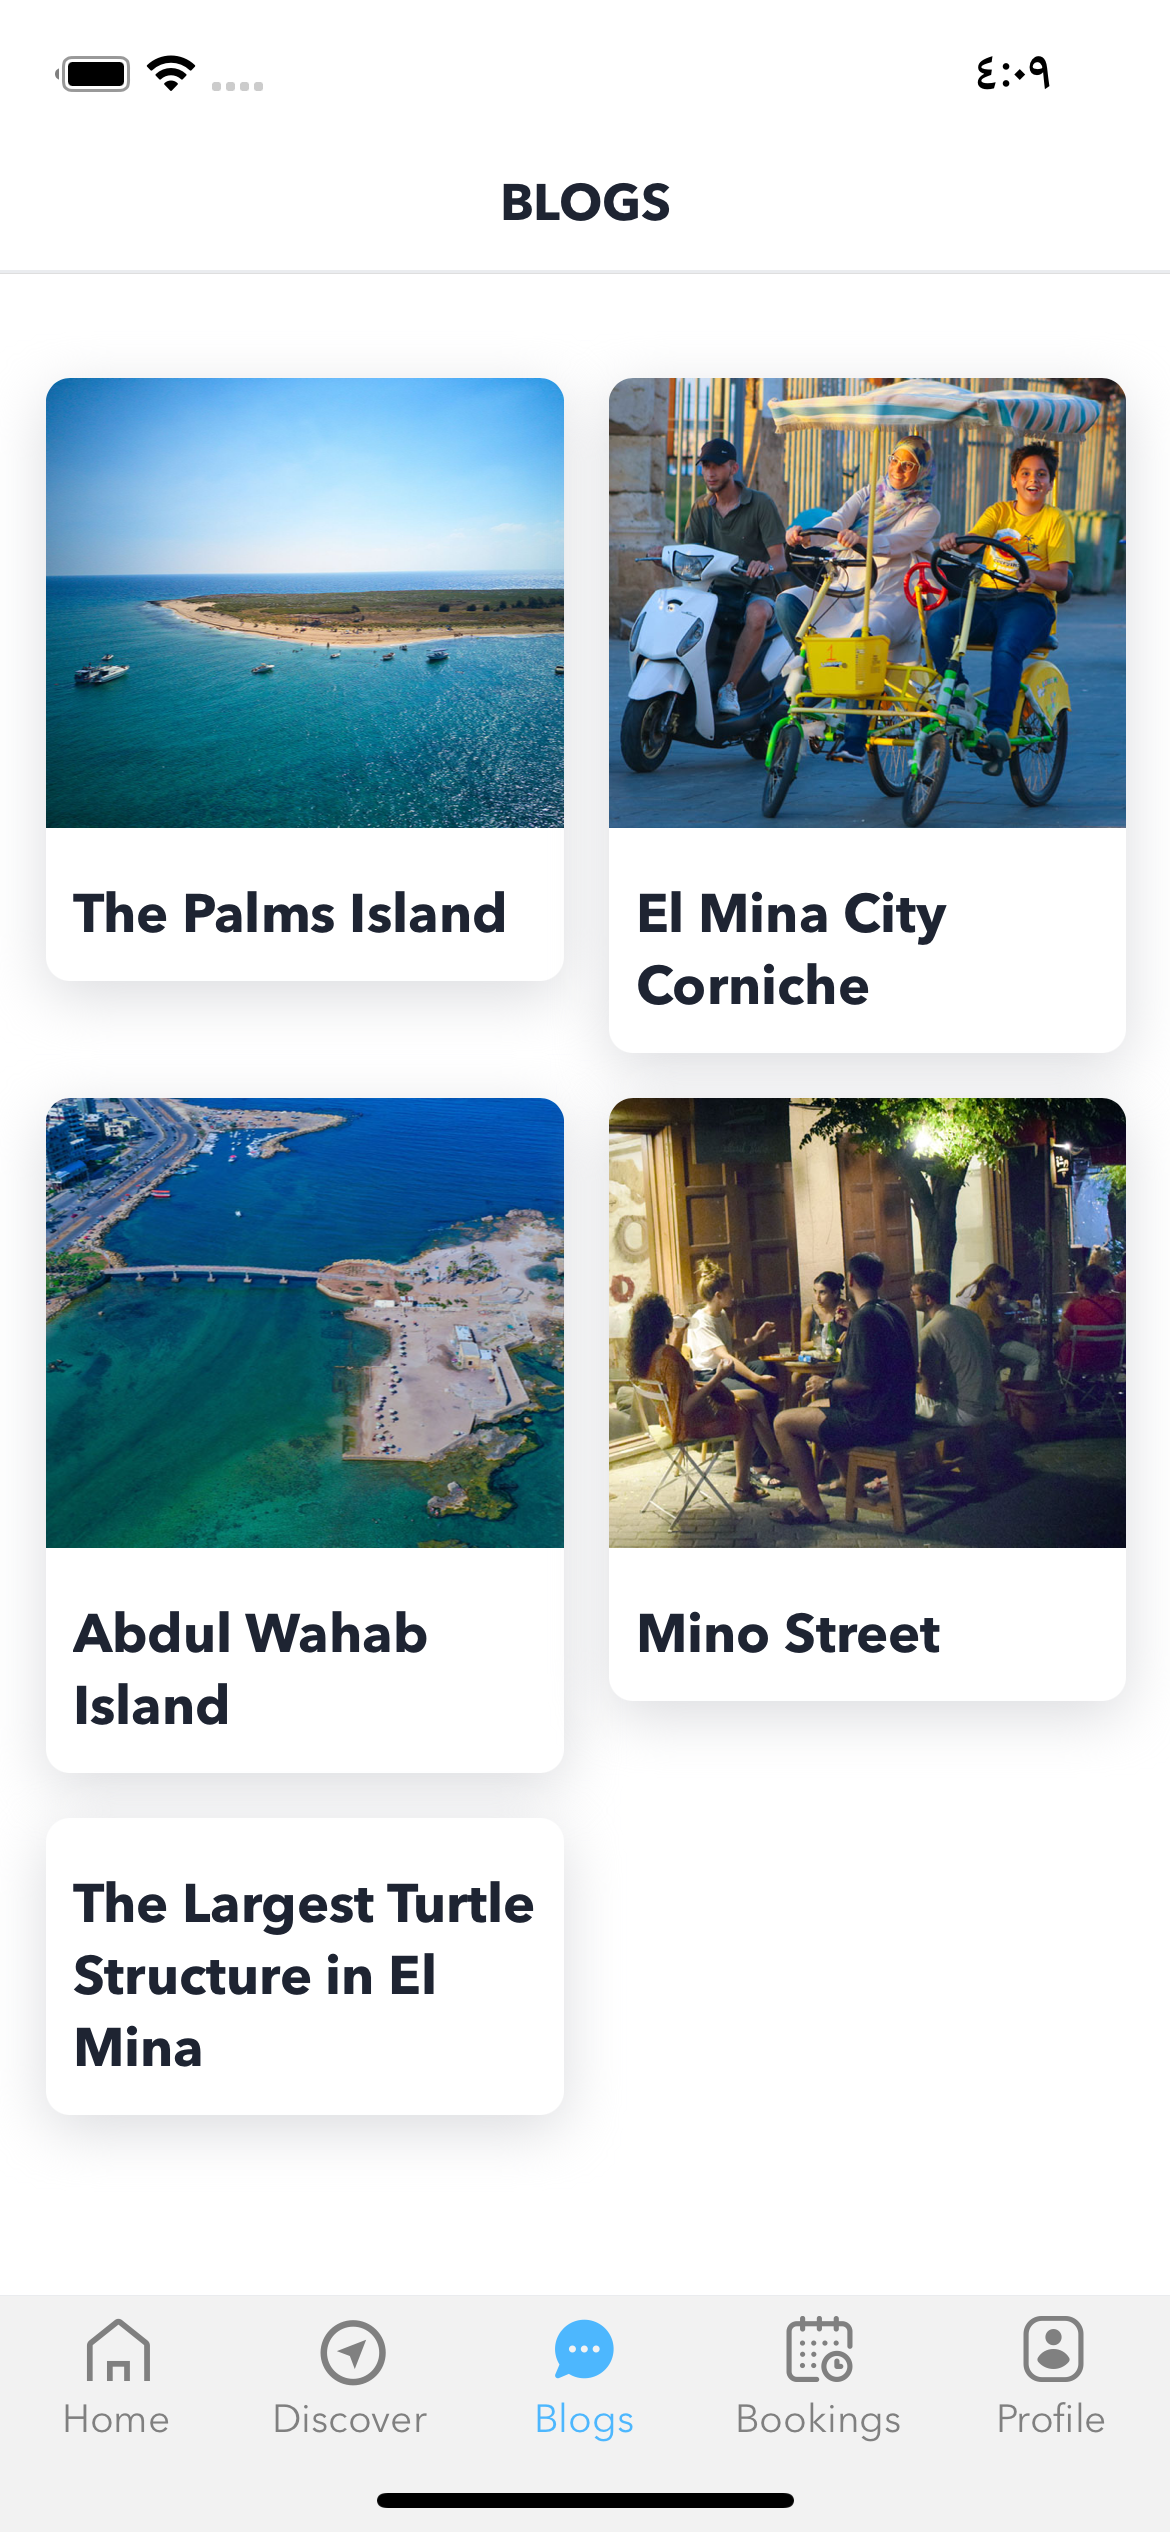 ٤:٠٩
BLOGS
The Palms Island
El Mina City
Corniche
1
Abdul Wahab
Island
Mino Street
The Largest Turtle
Structure in El
Mina
Home
Discover
Blogs
Bookings
Profile